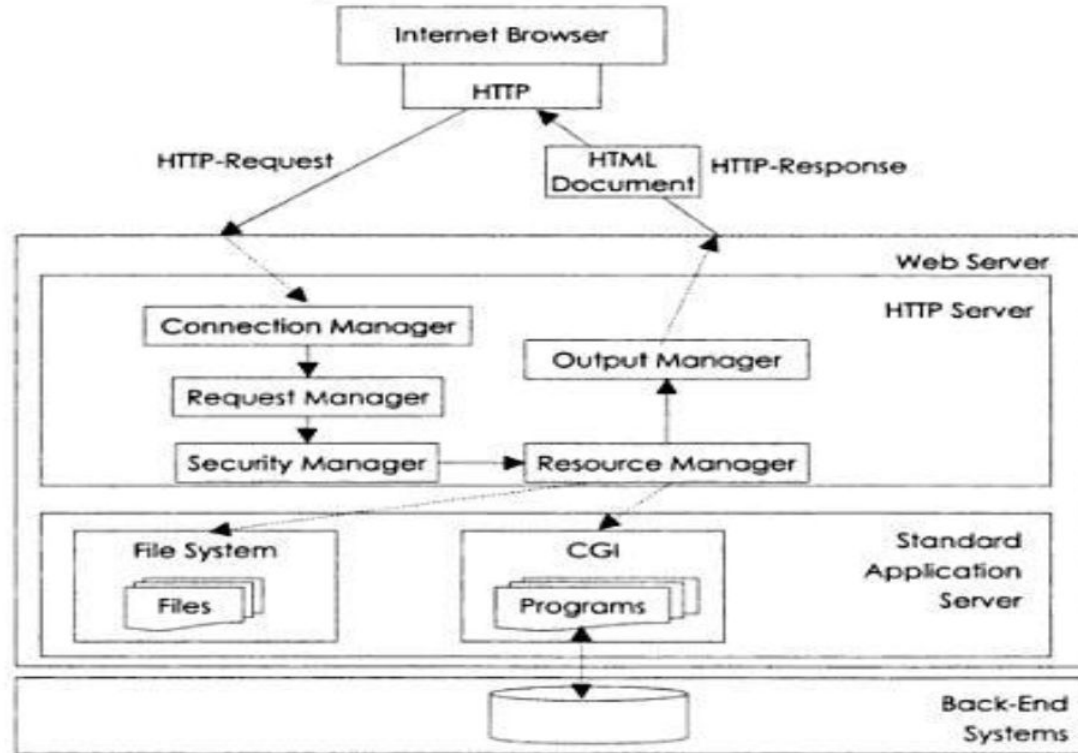 Internet Browser
HTTP
HTTP-Request
HTML
Document
HTTP-Response
Web Server
HTTP Server
Connection Manager
Output Manager
Request Manager
Security Manager
Resource Manager
File System
Files
CGI
Programs
Standard
Application
Server
Back-End
Systems